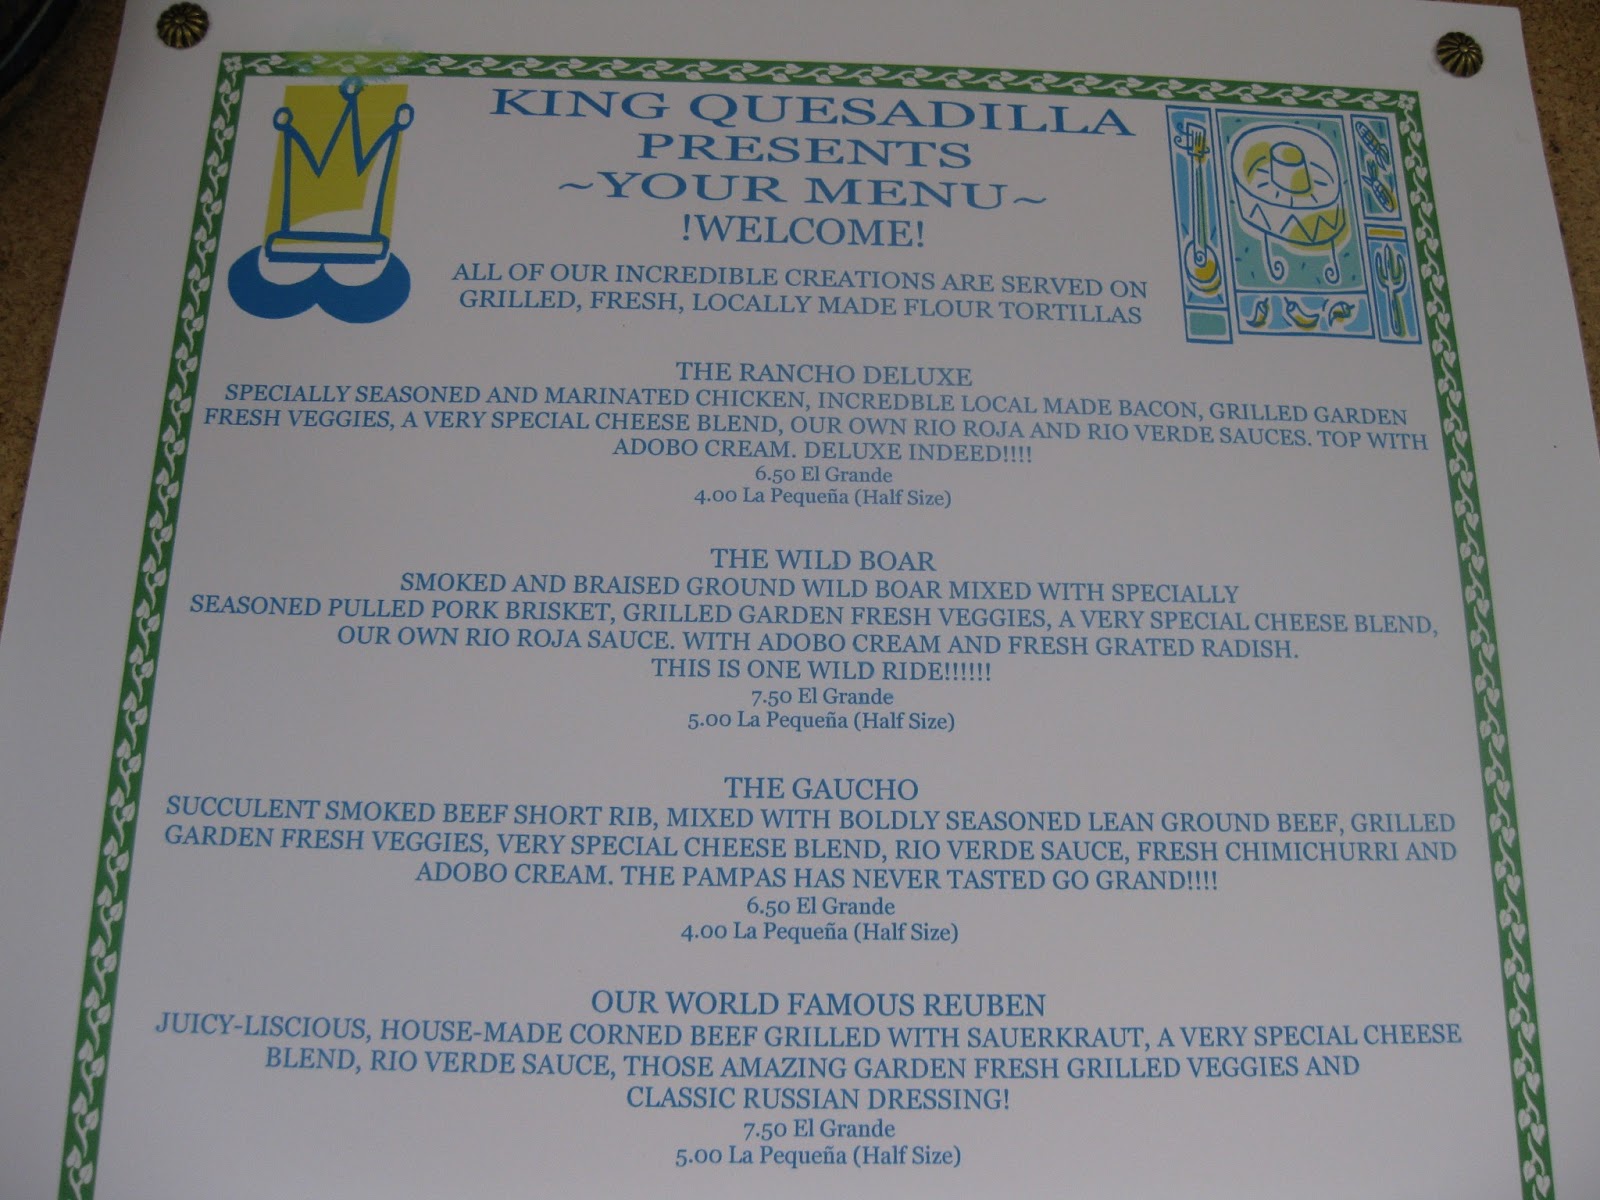 KING QUESADILLA
PRESENTS
~YOUR MENU~
!WELCOME!
ALL OF OUR INCREDIBLE CREATIONS ARE SERVED ON
GRILLED, FRESH, LOCALLY MADE FLOUR TORTILLAS
THE RANCHO DELUXE
SPECIALLY SEASONED AND MARINATED CHICKEN, INCREDBLE LOCAL MADE BACON, GRILLED GARDEN
FRESH VEGGIES, A VERY SPECIAL CHEESE BLEND, OUR OWN RIO ROJA AND RIO VERDE SAUCES. TOP WITH
ADOBO CREAM. DELUXE INDEED!!!!
6.50 El Grande
4.00 La Pequeña (Half Size)
THE WILD BOAR
SMOKED AND BRAISED GROUND WILD BOAR MIXED WITH SPECIALLY
SEASONED PULLED PORK BRISKET, GRILLED GARDEN FRESH VEGGIES, A VERY SPECIAL CHEESE BLEND,
OUR OWN RIO ROJA SAUCE. WITH ADOBO CREAM AND FRESH GRATED RADISH.
THIS IS ONE WILD RIDE!!!!!!
7.50 El Grande
5.00 La Pequeña (Half Size)
THE GAUCHO
SUCCULENT SMOKED BEEF SHORT RIB, MIXED WITH BOLDLY SEASONED LEAN GROUND BEEF, GRILLED
GARDEN FRESH VEGGIES, VERY SPECIAL CHEESE BLEND, RIO VERDE SAUCE, FRESH CHIMICHURRI AND
ADOBO CREAM. THE PAMPAS HAS NEVER TASTED GO GRAND!!!!
6.50 El Grande
4.00 La Pequeña (Half Size)
OUR WORLD FAMOUS REUBEN
JUICY-LISCIOUS, HOUSE-MADE CORNED BEEF GRILLED WITH SAUERKRAUT, A VERY SPECIAL CHEESE
BLEND, RIO VERDE SAUCE, THOSE AMAZING GARDEN FRESH GRILLED VEGGIES AND
CLASSIC RUSSIAN DRESSING!
7.50 El Grande
5.00 La Pequeña (Half Size)